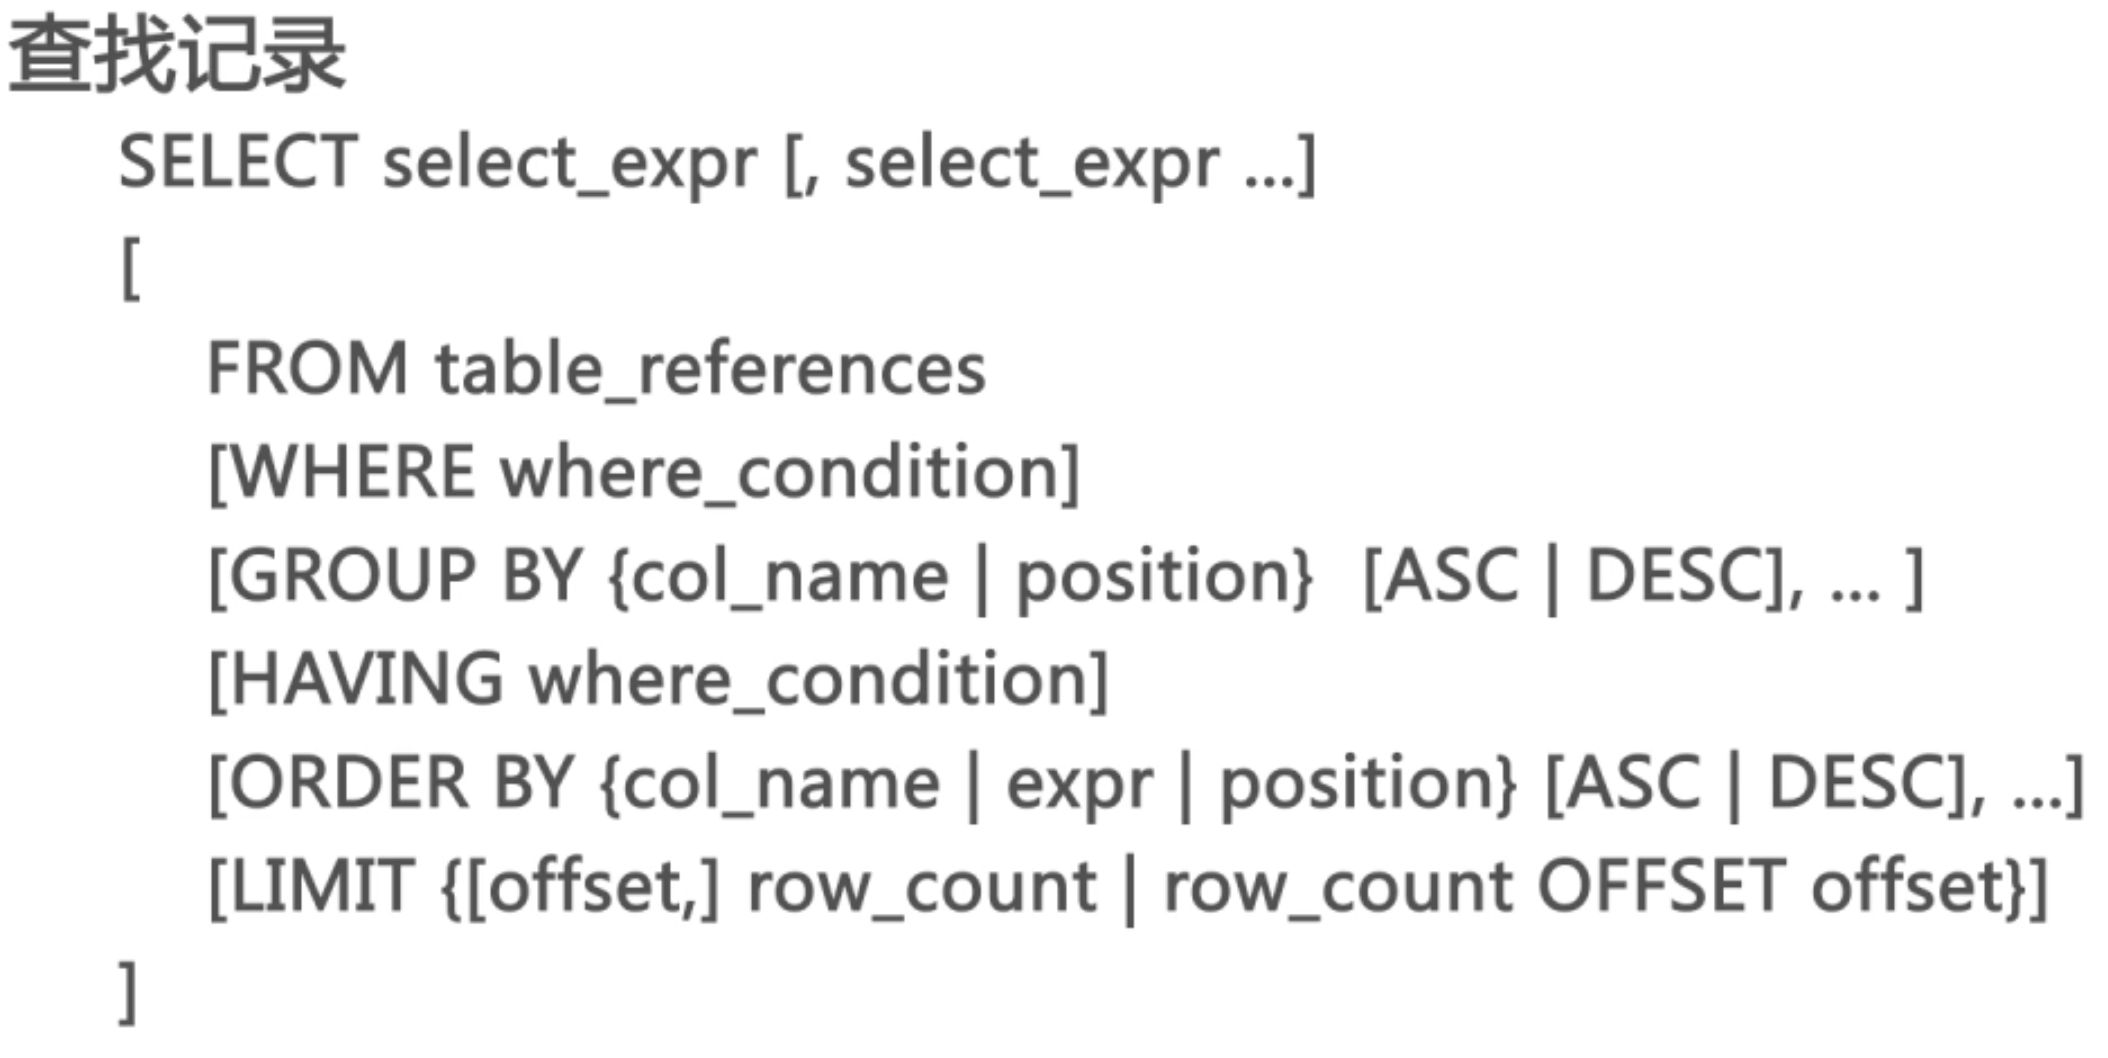 查找记录
SELECT select_expr [, select_expr ...]
[
FROM table_references
[WHERE where_condition]
[GROUP BY {col_name | position}  [ASC | DESC], ... ]
[HAVING where_condition]
[ORDER BY {col_name | expr | position} [ASC | DESC], ...]
[LIMIT {[offset,] row_count | row_count OFFSET offset}]
]